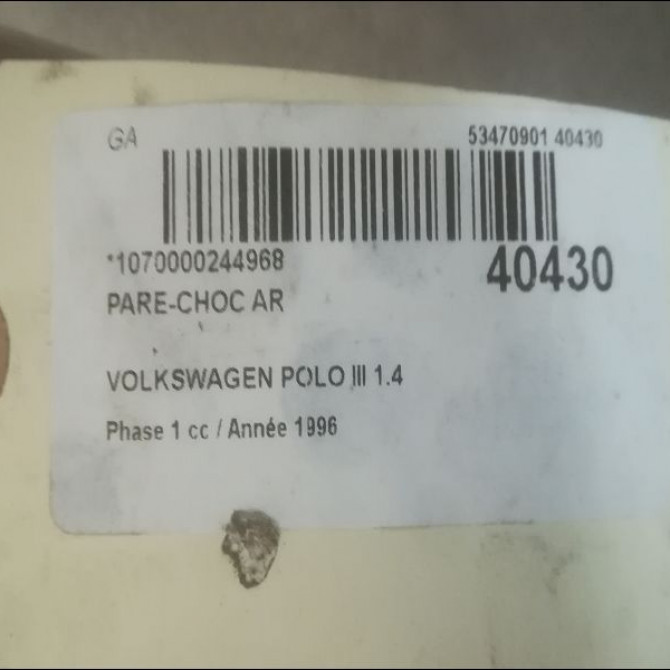 GA 53470901 40430
*1070000244968 40430
PARE-CHOC AR
VOLKSWAGEN POLO III 1.4
Phase 1 cc / Année 1996